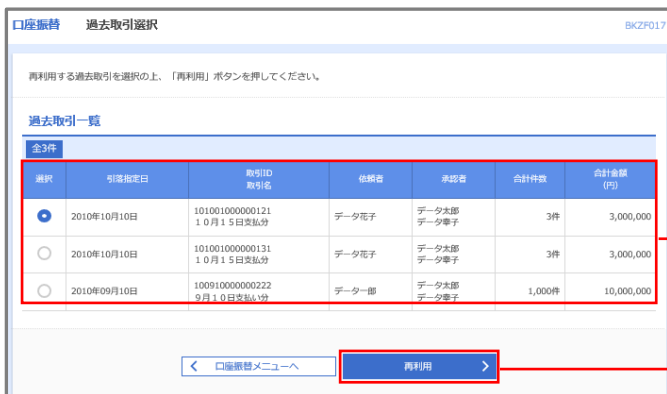 口座振替 過去取引選択 BKZF017
再利用する過去取引を選択の上、「再利用」ボタンを押してください。
過去取引一覧
全3件
選択 引落指定日 取引ID 取引名 依頼者 承認者 合計件数 合計金額 (円)
2010年10月10日 101001000000121 データ花子 データ太郎 3件 3,000,000
１０月１５日支払分 データ幸子
2010年10月10日 101001000000131 データ花子 データ太郎 3件 3,000,000
１０月１５日支払分 データ幸子
2010年09月10日 100910000000222 データ一郎 データ太郎 1,000件 10,000,000
９月１０日支払い分 データ幸子
口座振替メニューへ 再利用